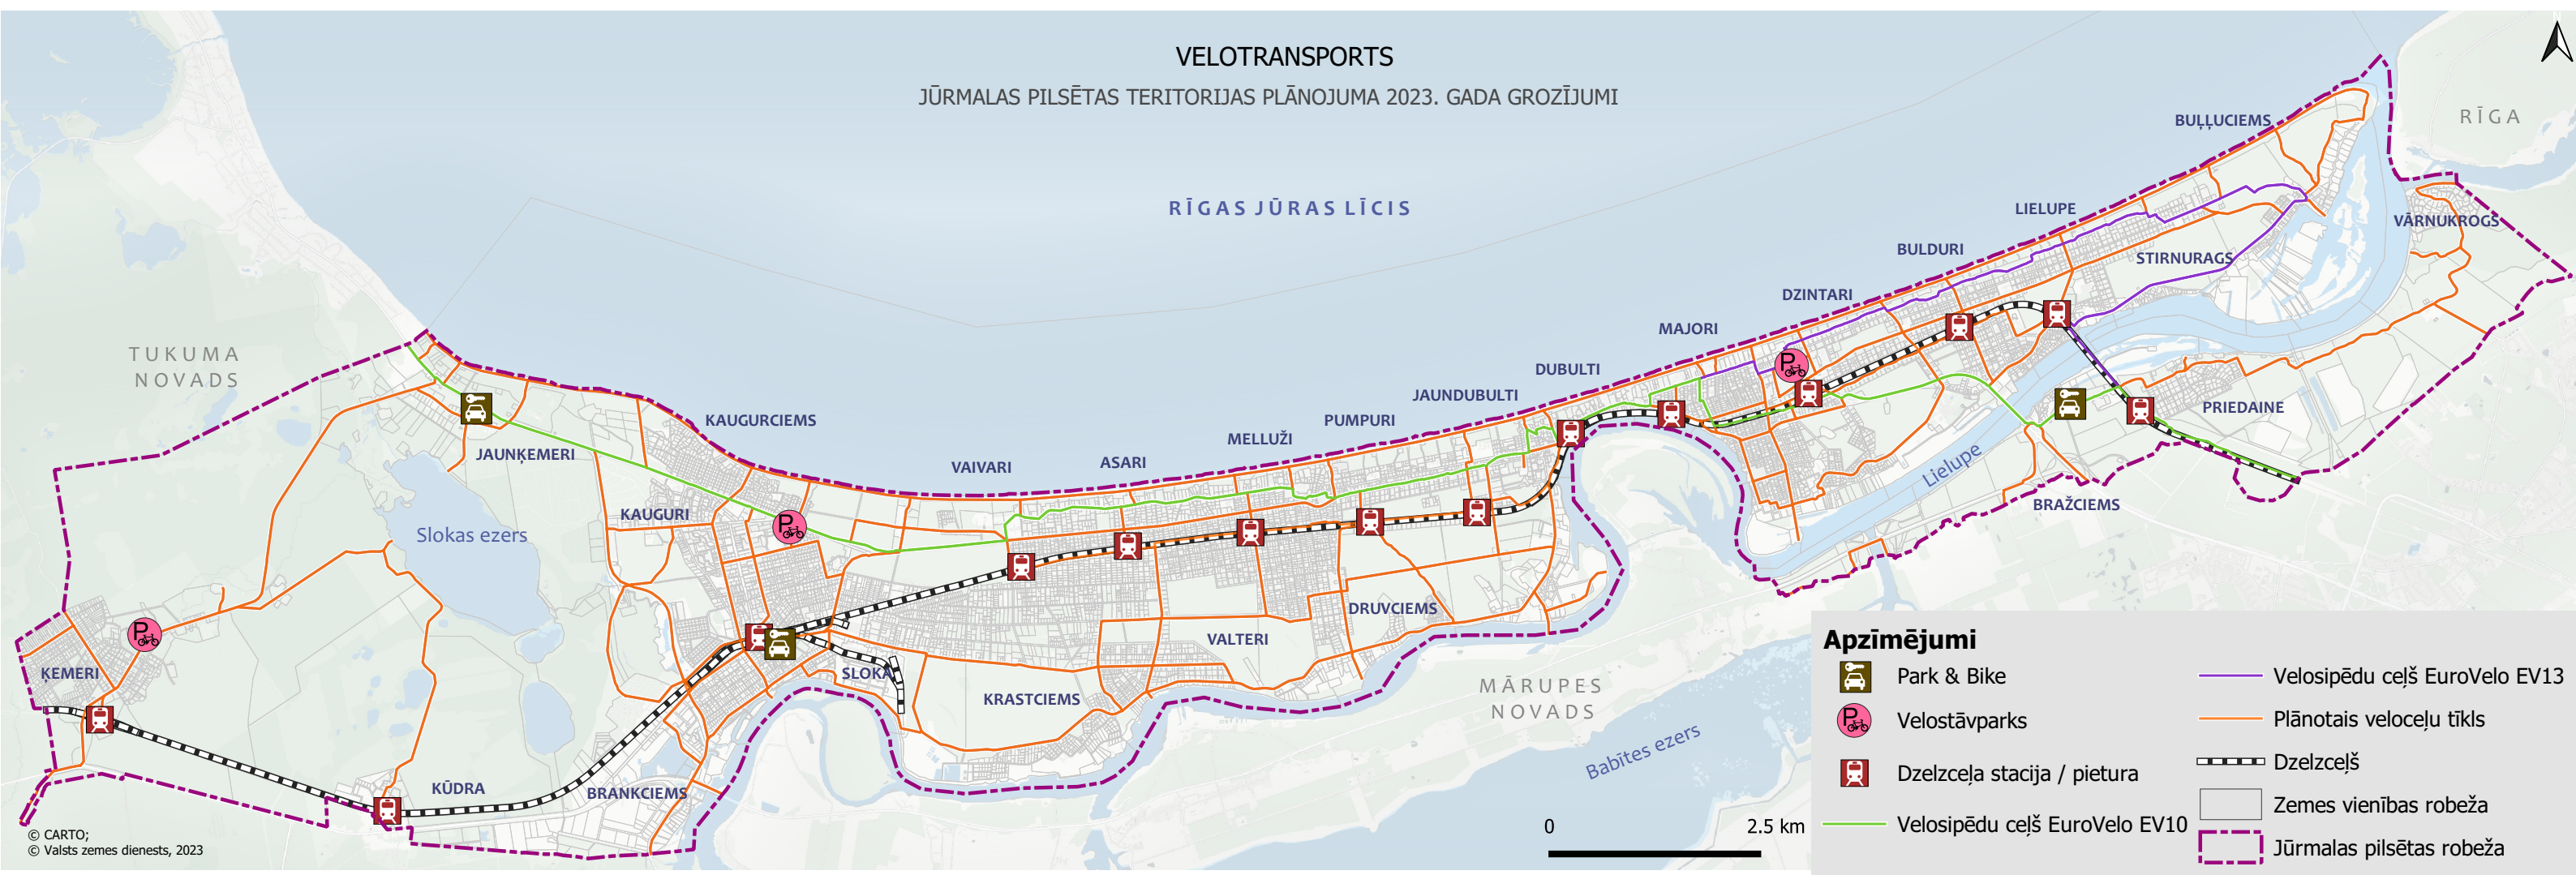 VELOTRANSPORTS
JŪRMALAS PILSĒTAS TERITORIJAS PLĀNOJUMA 2023. GADA GROZĪJUMI
RĪGAS JŪRAS LĪCIS
RĪGA
BUĻĻUCIEMS
LIELUPE
VĀRNUKROGS
BULDURI
STIRNURAGS
DZINTARI
MAJORI
TUKUMA
NOVADS
DUBULTI
JAUNDUBULTI
PRIEDAINE
KAUGURCIEMS
PUMPURI
MELLUŽI
JAUNĶEMERI
ASARI
VAIVARI
Lielupe
BRAŽCIEMS
KAUGURI
Slokas ezers
DRUVCIEMS
VALTERI
ĶEMERI
SLOKA
KRASTCIEMS
MĀRUPES
NOVADS
Babītes ezers
KŪDRA
BRANKCIEMS
© CARTO;
© Valsts zemes dienests, 2023
0 2.5 km
Apzīmējumi
Park & Bike
Velostāvparks
Dzelzceļa stacija / pietura
Velosipēdu ceļš EuroVelo EV10
Velosipēdu ceļš EuroVelo EV13
Plānotais veloceļu tīkls
Dzelzceļš
Zemes vienības robeža
Jūrmalas pilsētas robeža